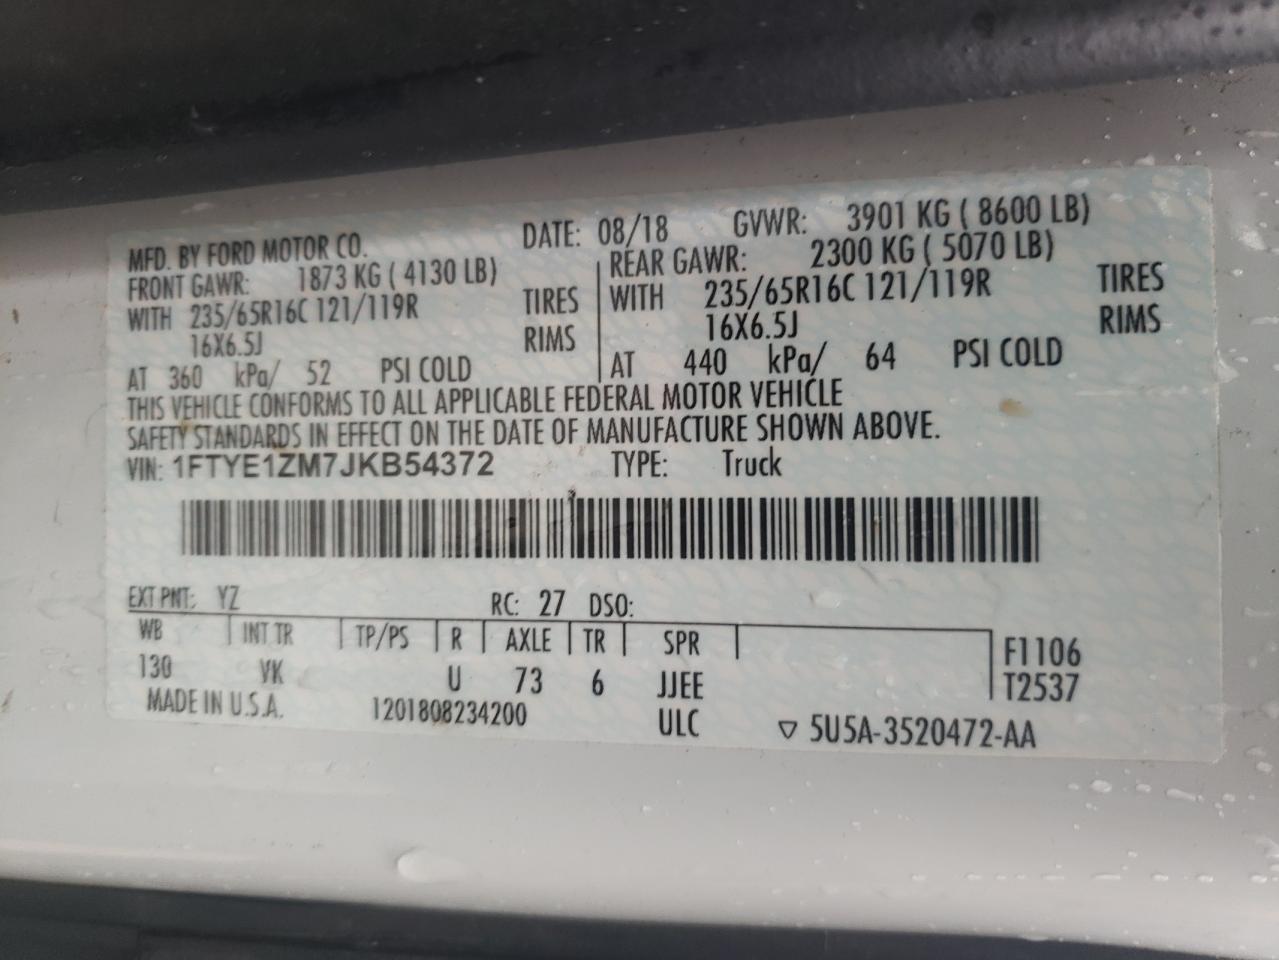 MFD. BY FORD MOTOR CO. DATE: 08/18 GVWR: 3901 KG ( 8600 LB)
FRONT GAWR: 1873 KG ( 4130 LB) REAR GAWR: 2300 KG ( 5070 LB)
WITH 235/65R16C 121/119R TIRES WITH 235/65R16C 121/119R TIRES
16X6.5J RIMS 16X6.5J RIMS
AT 360 kPa/ 52 PSI COLD AT 440 kPa/ 64 PSI COLD
THIS VEHICLE CONFORMS TO ALL APPLICABLE FEDERAL MOTOR VEHICLE
SAFETY STANDARDS IN EFFECT ON THE DATE OF MANUFACTURE SHOWN ABOVE.
VIN: 1FTYE1ZM7JKB54372 TYPE: Truck
EXT PNT: YZ RC: 27 DSO:
WB INT TR TP/PS R AXLE TR SPR F1106
130 VK U 73 6 JJEE T2537
MADE IN U.S.A. 1201808234200 ULC ▽ 5U5A-3520472-AA